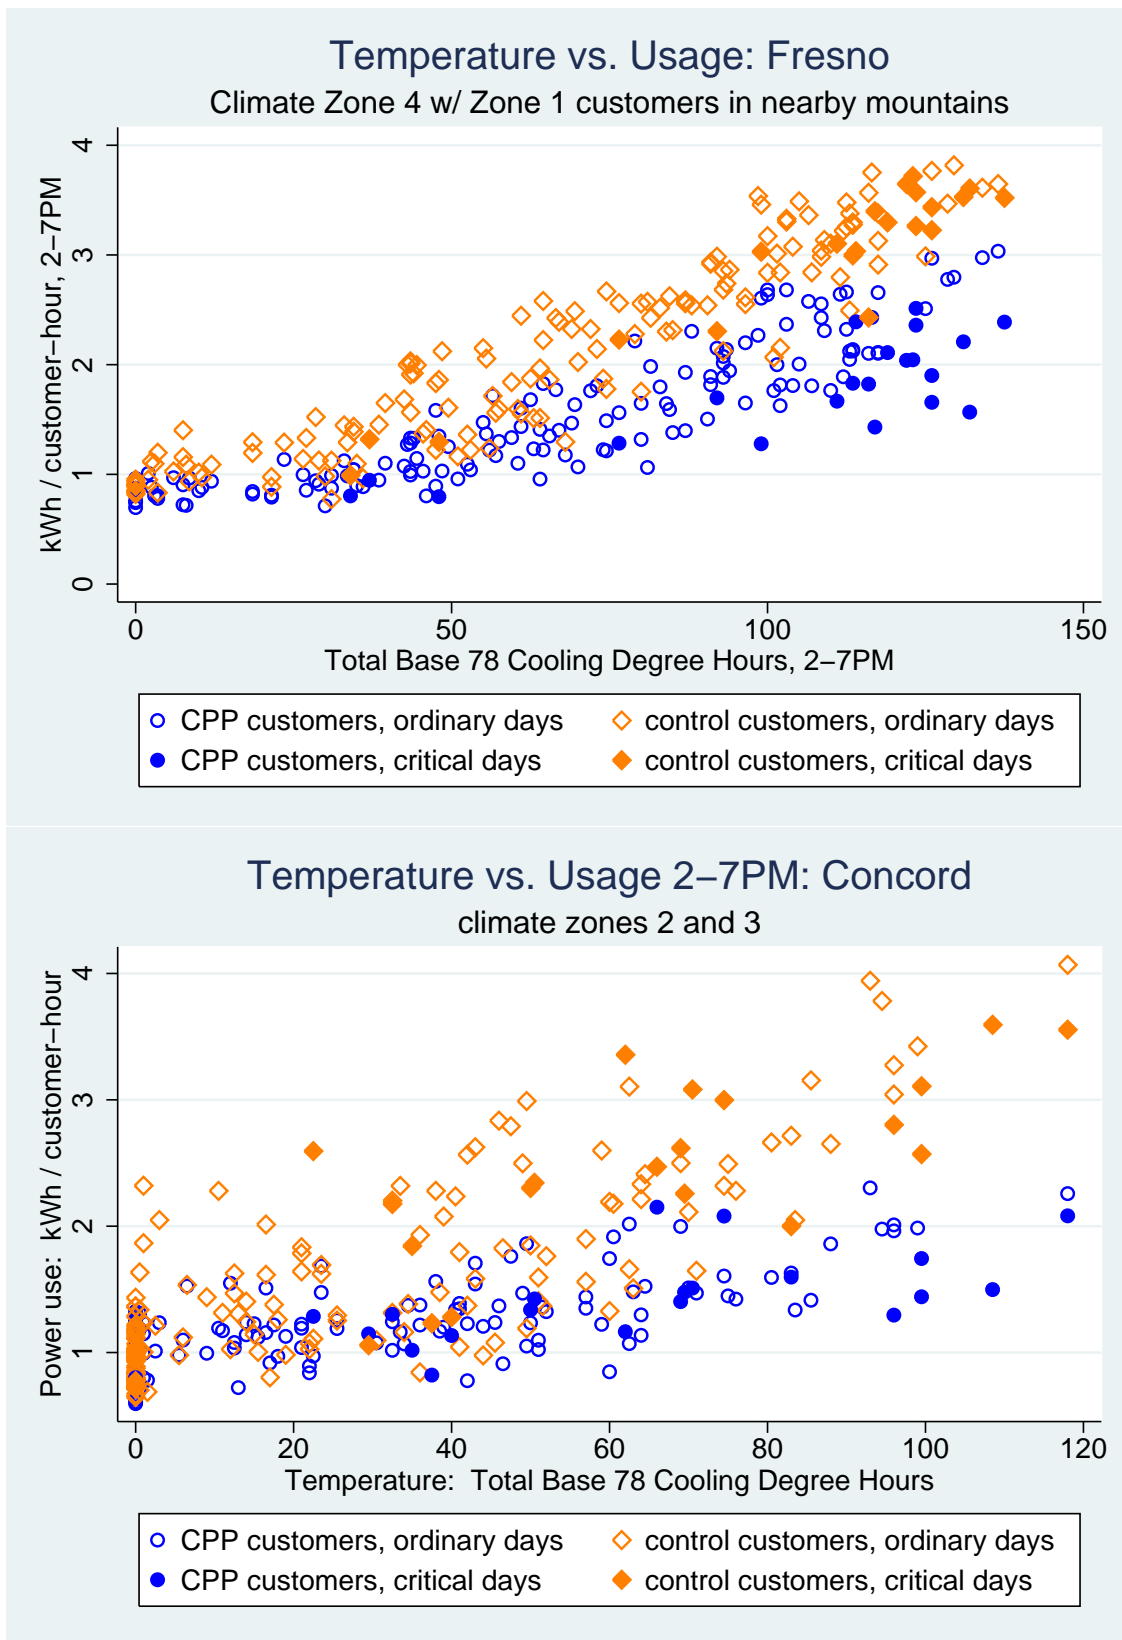 Temperature vs. Usage: Fresno
Climate Zone 4 w/ Zone 1 customers in nearby mountains
kWh / customer−hour, 2−7PM
4
3
2
1
0
0 50 100 150
Total Base 78 Cooling Degree Hours, 2−7PM
CPP customers, ordinary days control customers, ordinary days
CPP customers, critical days control customers, critical days
Temperature vs. Usage 2−7PM: Concord
climate zones 2 and 3
Power use: kWh / customer−hour
4
3
2
1
0 20 40 60 80 100 120
Temperature: Total Base 78 Cooling Degree Hours
CPP customers, ordinary days control customers, ordinary days
CPP customers, critical days control customers, critical days